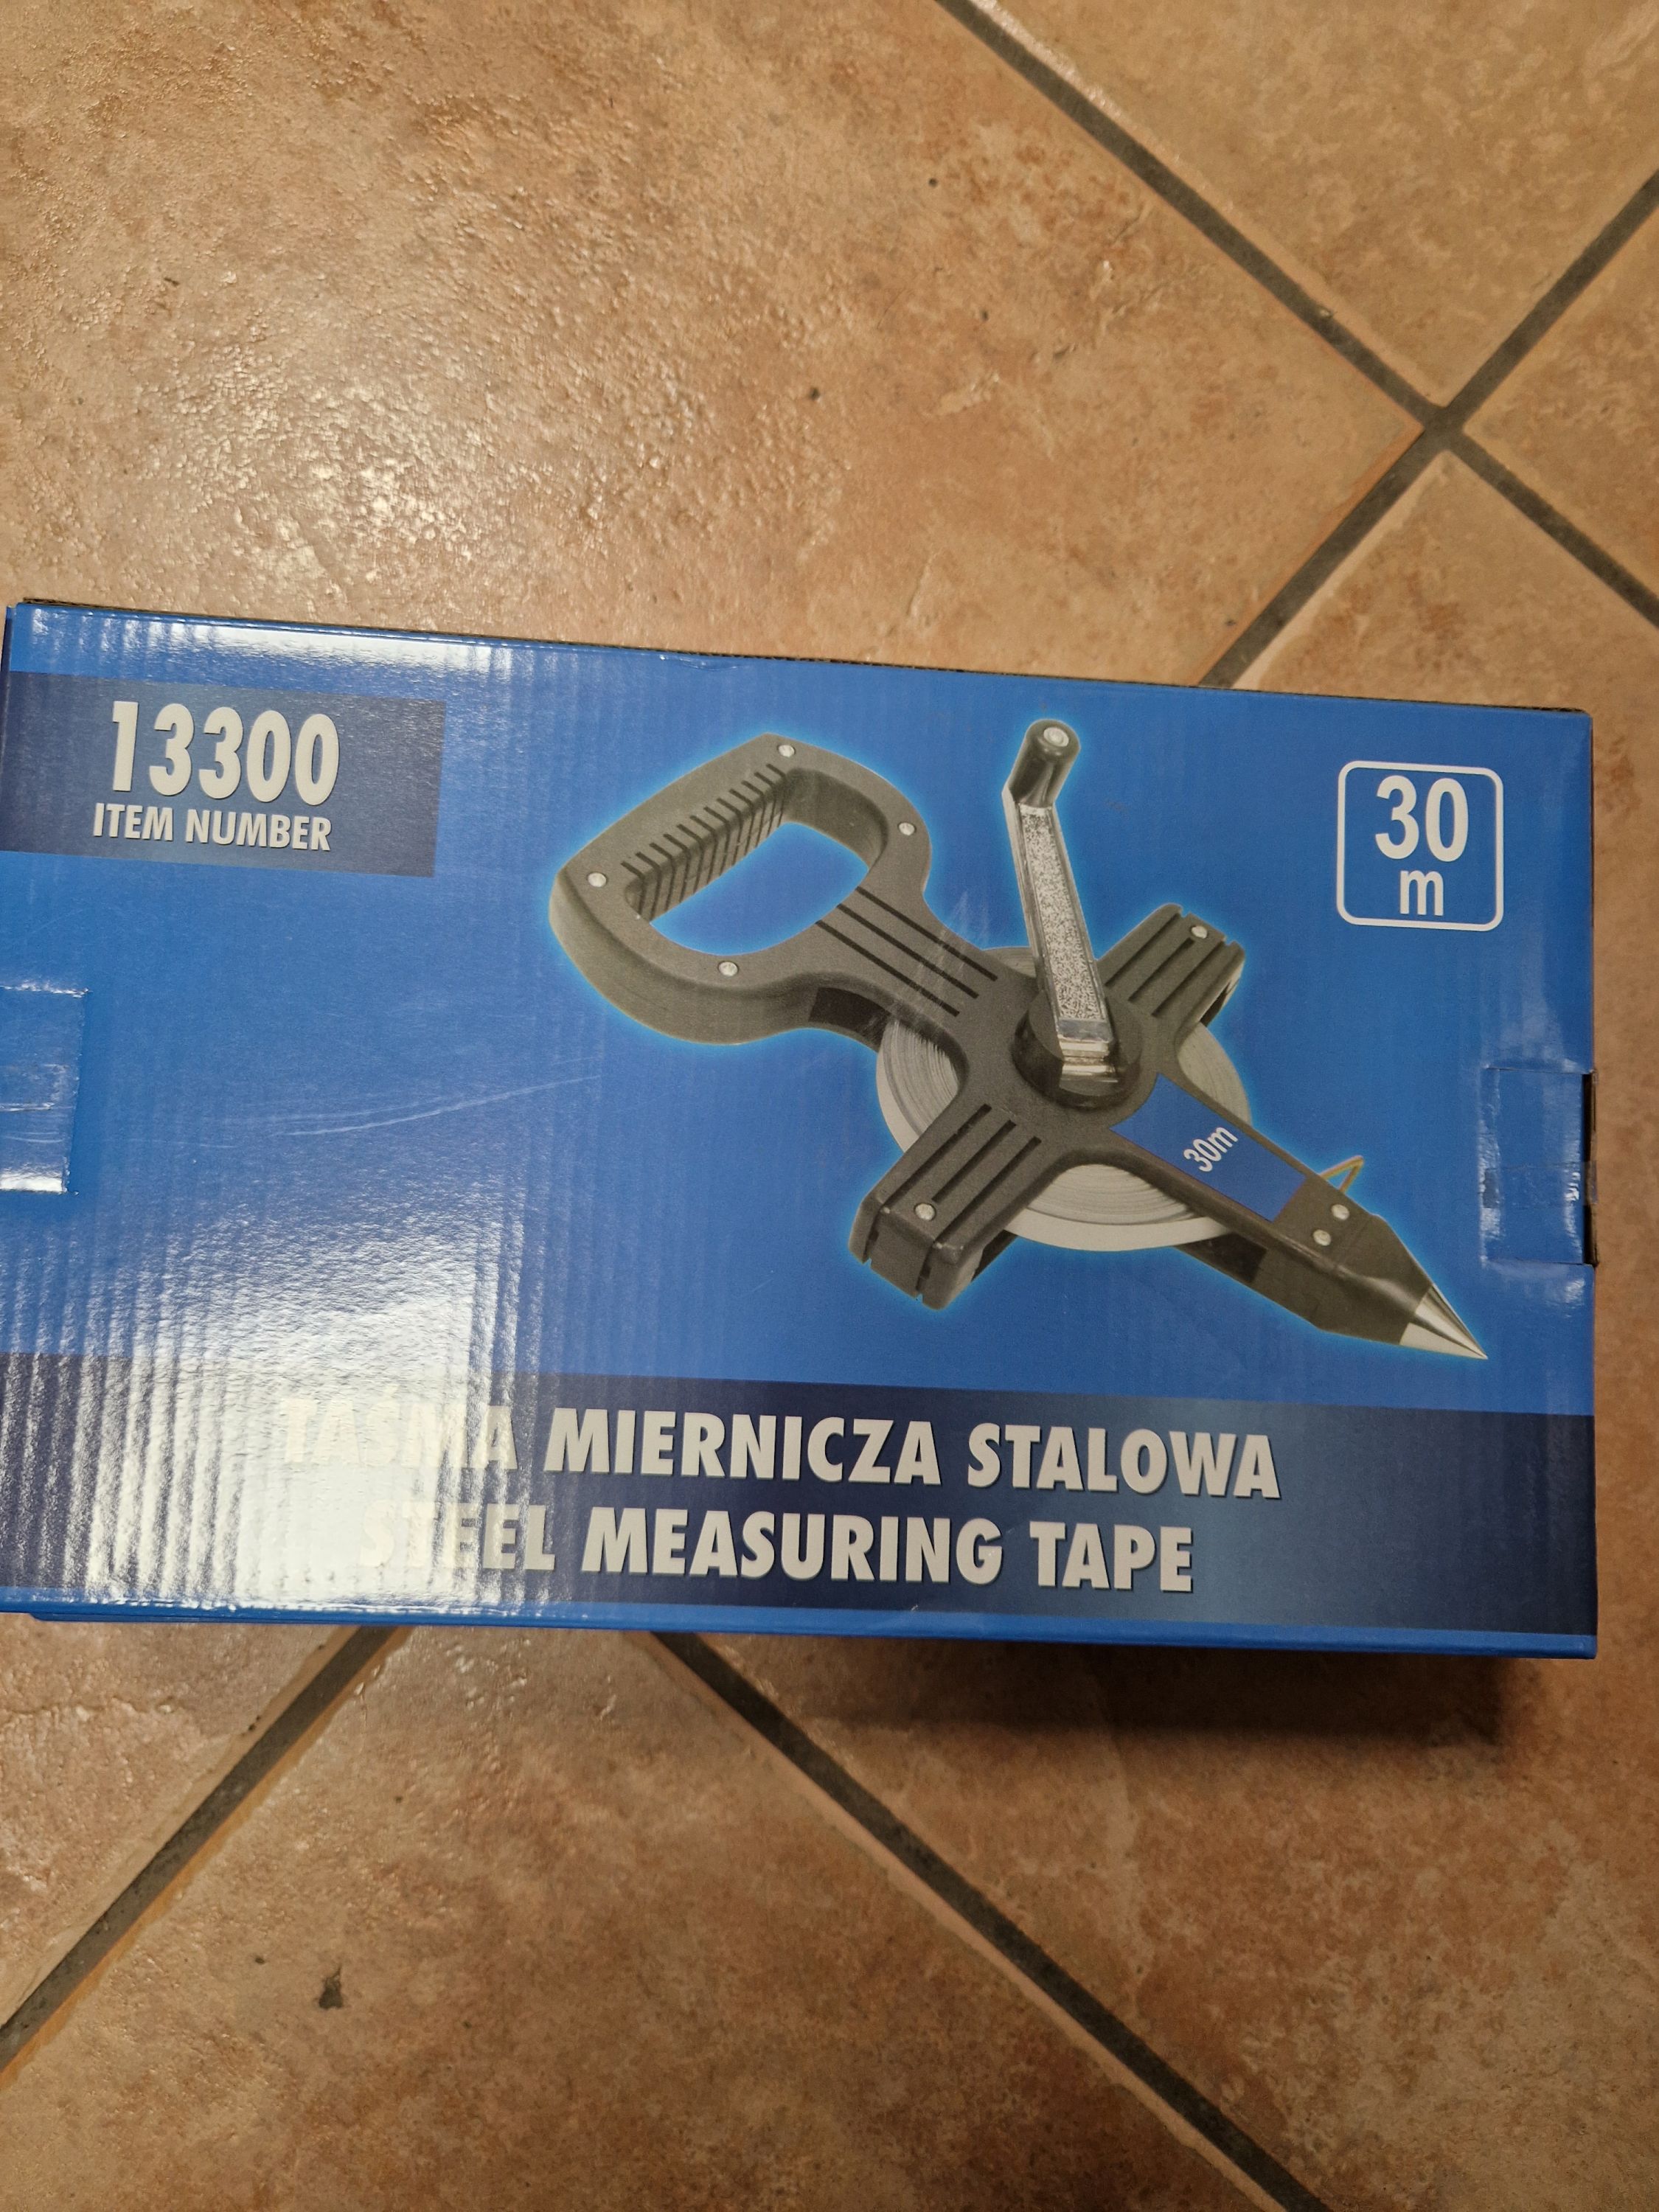 13300
ITEM NUMBER
30
m
30m
TAŚMA MIERNICZA STALOWA
STEEL MEASURING TAPE